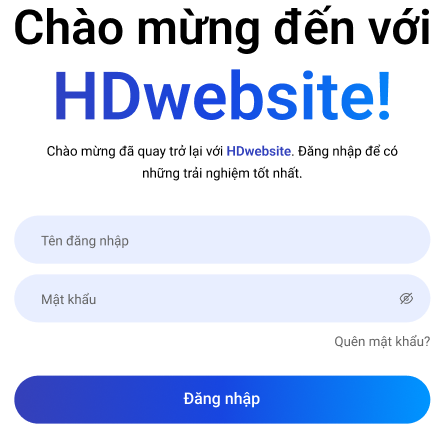 Chào mừng đến với
HDwebsite!
Chào mừng đã quay trở lại với HDwebsite. Đăng nhập để có
những trải nghiệm tốt nhất.
Tên đăng nhập
Mật khẩu
Quên mật khẩu?
Đăng nhập